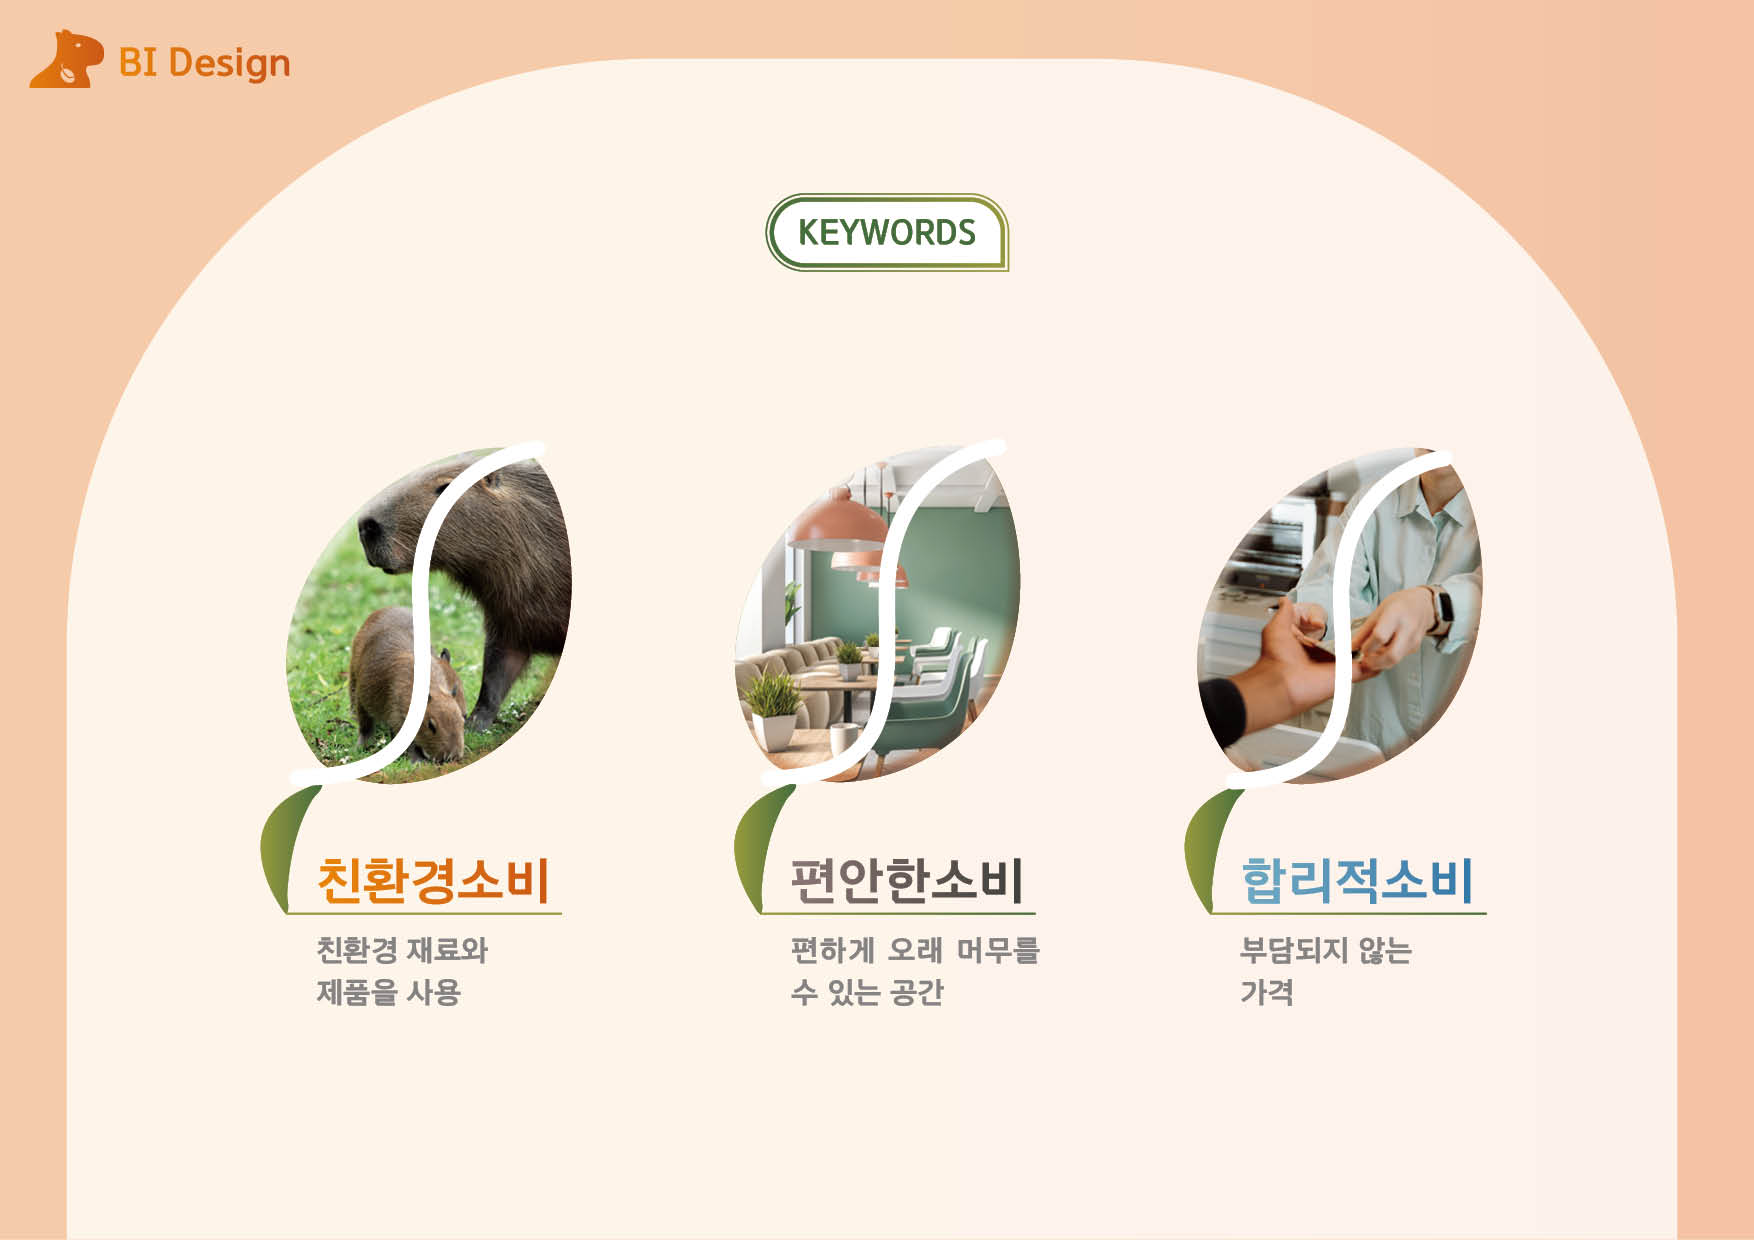 BI Design
KEYWORDS
친환경소비
친환경 재료와
제품을 사용
편안한소비
편하게 오래 머무를
수 있는 공간
합리적소비
부담되지 않는
가격